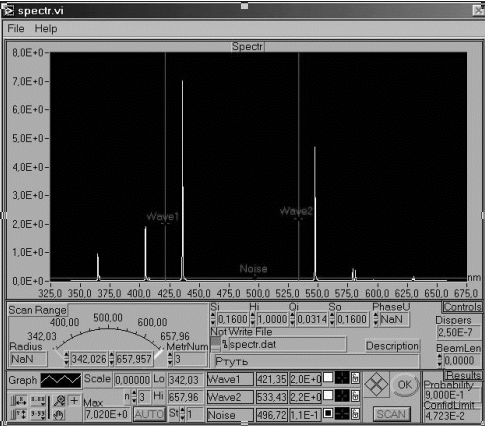 spectr.vi
File Help
Spectr
8,0E+0
7,0E+0
6,0E+0
5,0E+0
4,0E+0
3,0E+0
2,0E+0
1,0E+0
0,0E+0
Wave1
Wave2
Noise
nm
325,0 350,0 375,0 400,0 425,0 450,0 475,0 500,0 525,0 550,0 575,0 600,0 625,0 650,0 675,0
Scan Range
400,00 500,00 600,00
342,03 657,96
Radius MetrNum
NaN 342,026 657,957 3
Si Hi Qi So PhaseU
0,1600 1,0000 0,0314 0,1600 NaN
Not Write File
%spectr.dat
Description
Ртуть
Controls
Dispers
2,50E-7
BeamLen
0,0000
Graph Scale 0,00000 Lo 342,03 Wave1 421,35 2,0E+0
n 3 Hi 657,96 Wave2 533,43 2,2E+0
Max
7,020E+0 AUTO St 1 Noise 496,72 1,1E-1
OK
SCAN
Results
Probability
9,000E-1
ConfidLimit
4,723E-2